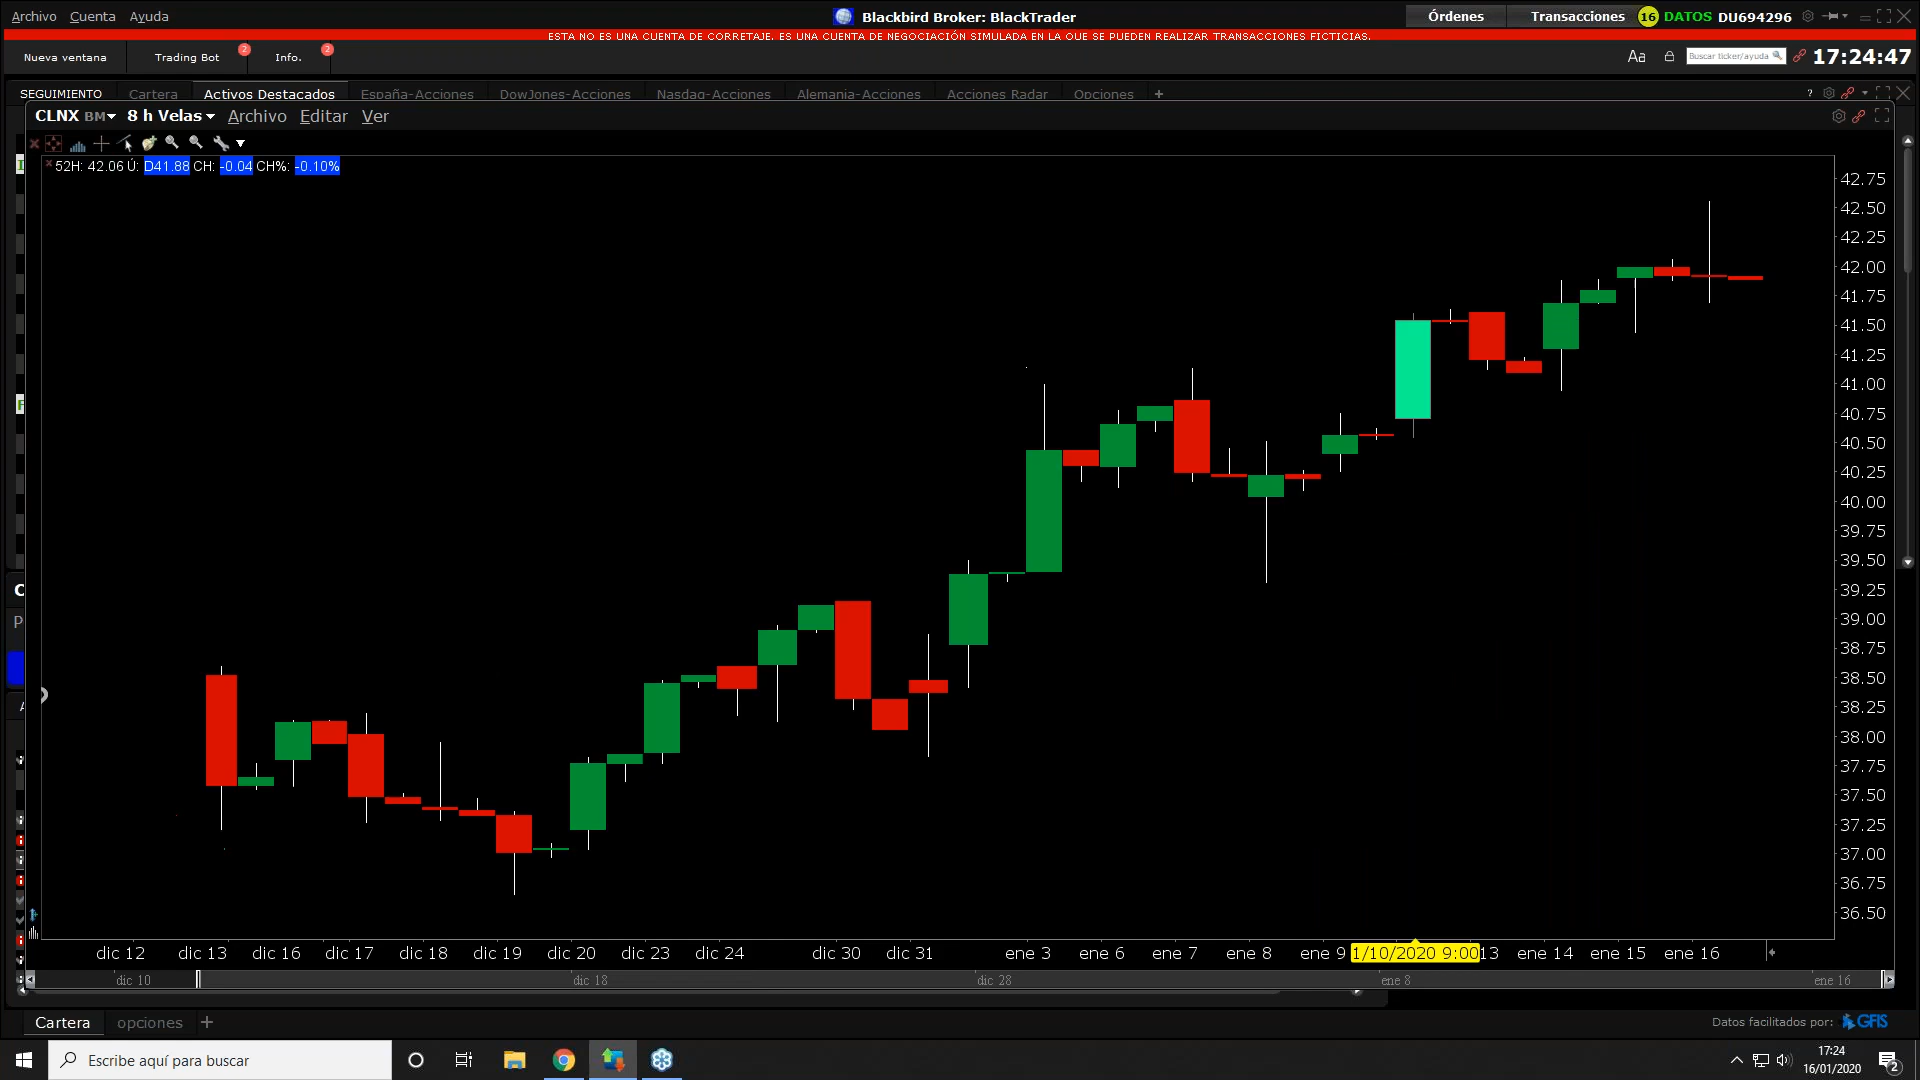 Archivo Cuenta Ayuda
Blackbird Broker: BlackTrader
Órdenes Transacciones 16 DATOS DU694296
ESTA NO ES UNA CUENTA DE CORRETAJE. ES UNA CUENTA DE NEGOCIACIÓN SIMULADA EN LA QUE SE PUEDEN REALIZAR TRANSACCIONES FICTICIAS.
Nueva ventana Trading Bot 2 Info. 2
Aa Buscar ticker/ayuda 17:24:47
SEGUIMIENTO Cartera Activos Destacados España-Acciones DowJones-Acciones Nasdaq-Acciones Alemania-Acciones Acciones Radar Opciones +
CLNX BM 8 h Velas Archivo Editar Ver
52H: 42.06 Ú: D41.88 CH: -0.04 CH%: -0.10%
42.75
42.50
42.25
42.00
41.75
41.50
41.25
41.00
40.75
40.50
40.25
40.00
39.75
39.50
39.25
39.00
38.75
38.50
38.25
38.00
37.75
37.50
37.25
37.00
36.75
36.50
dic 12 dic 13 dic 16 dic 17 dic 18 dic 19 dic 20 dic 23 dic 24 dic 30 dic 31 ene 3 ene 6 ene 7 ene 8 ene 9 1/10/2020 9:00 13 ene 14 ene 15 ene 16
dic 10 dic 18 dic 28 ene 8 ene 16
Cartera opciones +
Datos facilitados por: GFIS
Escribe aquí para buscar
17:24
16/01/2020
2